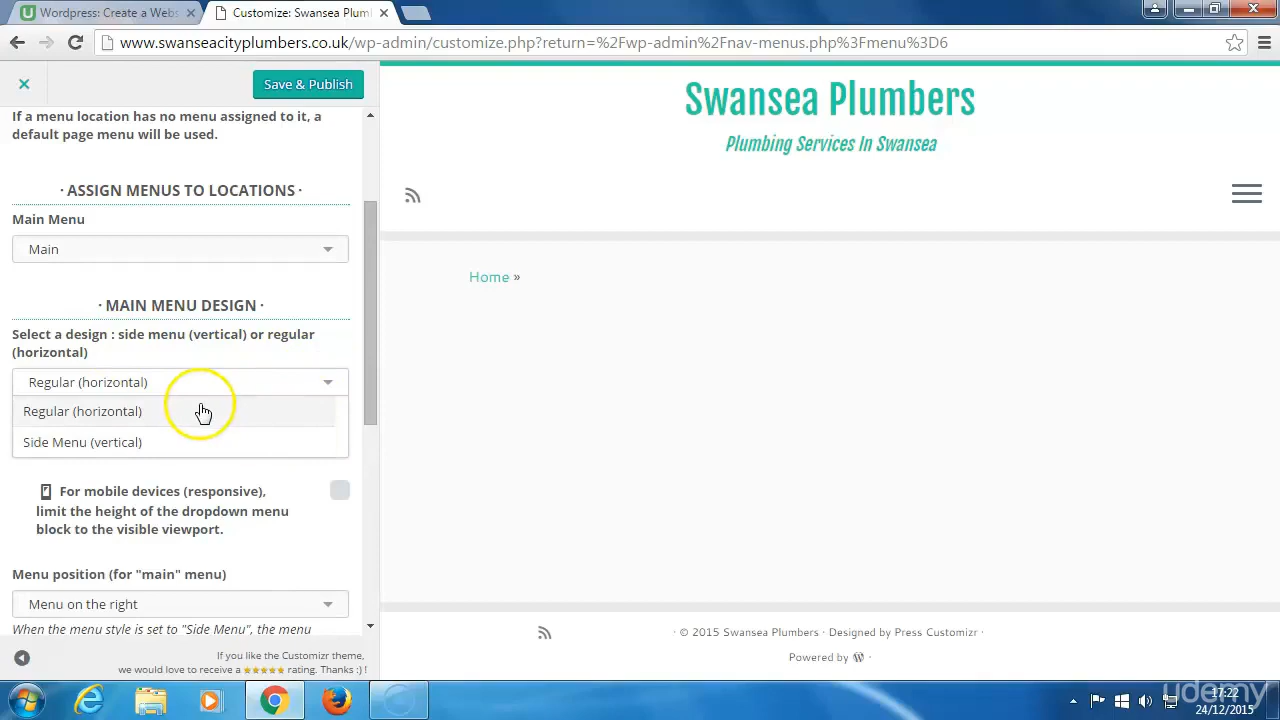 Wordpress: Create a Webs
Customize: Swansea Plum
www.swanseacityplumbers.co.uk/wp-admin/customize.php?return=%2Fwp-admin%2Fnav-menus.php%3Fmenu%3D6
Save & Publish
If a menu location has no menu assigned to it, a
default page menu will be used.
· ASSIGN MENUS TO LOCATIONS ·
Main Menu
Main
· MAIN MENU DESIGN ·
Select a design : side menu (vertical) or regular
(horizontal)
Regular (horizontal)
Regular (horizontal)
Side Menu (vertical)
For mobile devices (responsive),
limit the height of the dropdown menu
block to the visible viewport.
Menu position (for "main" menu)
Menu on the right
When the menu style is set to "Side Menu", the menu
If you like the Customizr theme,
we would love to receive a ★★★★★ rating. Thanks :) !
Swansea Plumbers
Plumbing Services In Swansea
Home »
· © 2015 Swansea Plumbers · Designed by Press Customizr ·
Powered by ·
udemy
17:22
24/12/2015